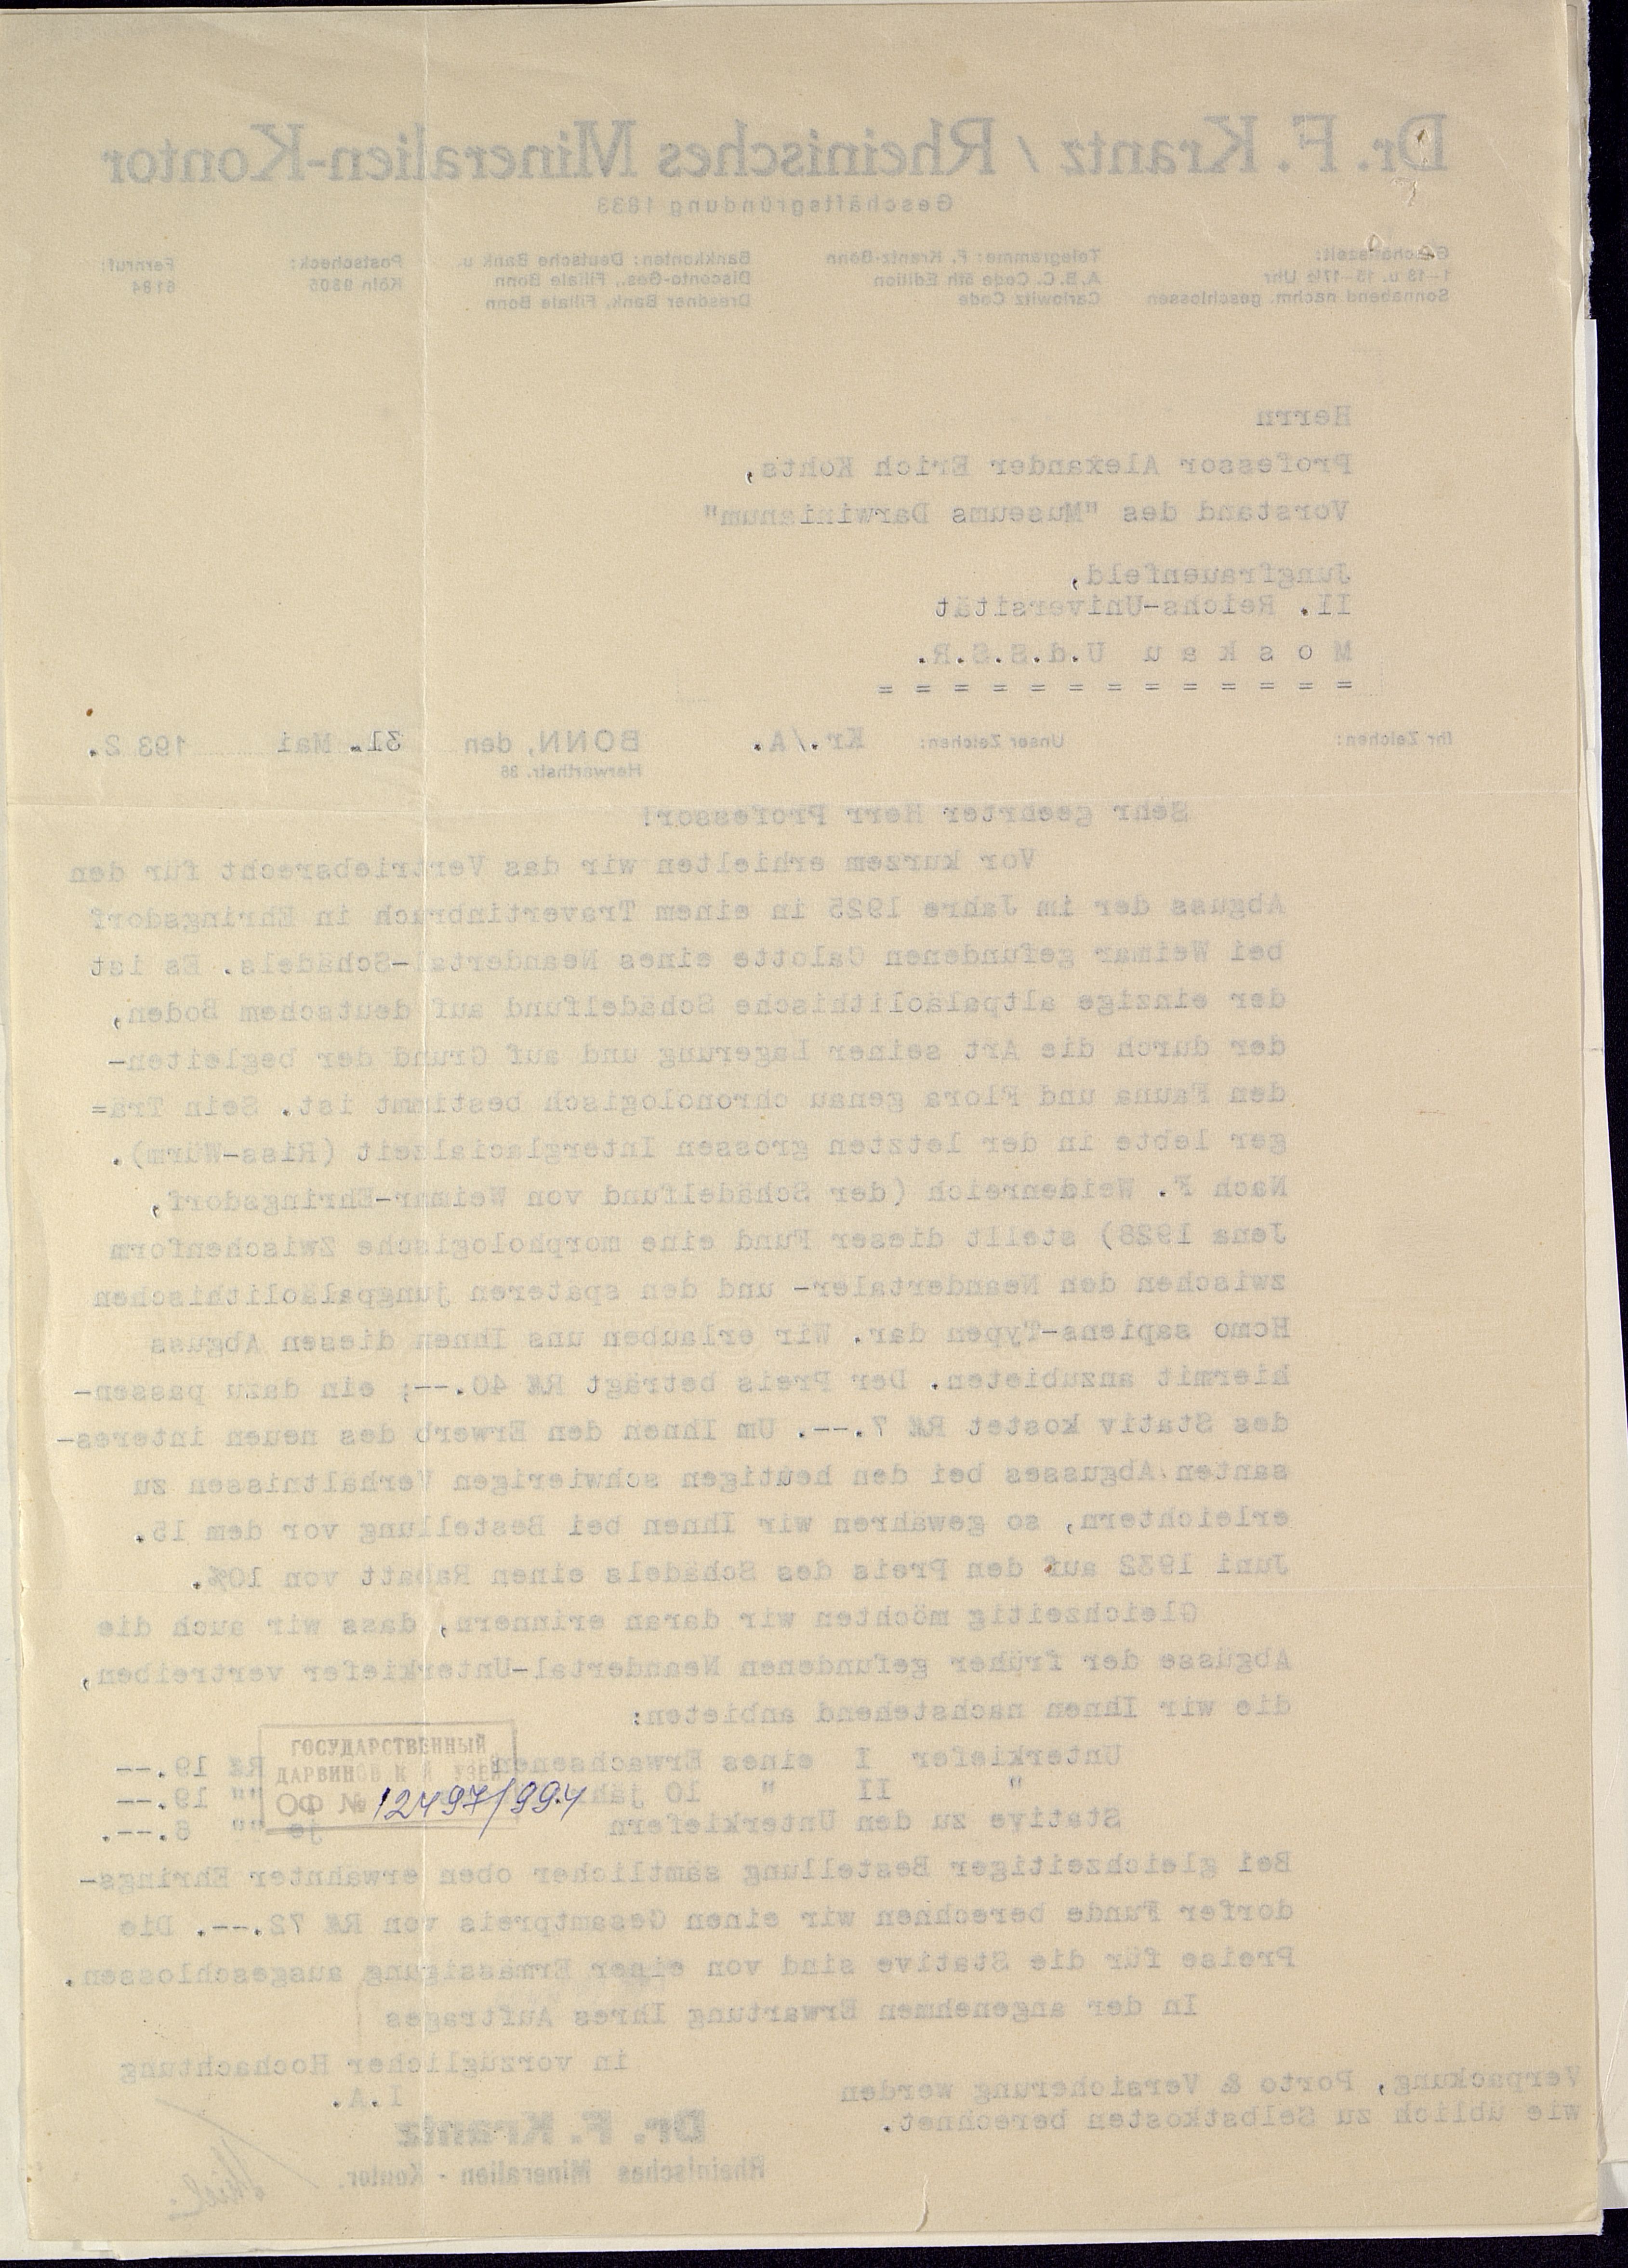 Dr. F. Krantz / Rheinisches Mineralien-Kontor
Geschäftsgründung 1833
Geschäftszeit: Telegramme: F. Krantz-Bonn Bankkonten: Deutsche Bank u. Postscheck: Fernruf:
1–13 u. 15–17½ Uhr A.B.C. Code 5th Edition Disconto-Ges., Filiale Bonn Köln 9305 6184
Sonnabend nachm. geschlossen Carlowitz Code Dresdner Bank, Filiale Bonn
Herrn
Professor Alexander Erich Kohts,
Vorstand des "Museums Darwinianum"
Jungfrauenfeld,
II. Reichs-Universität
M o s k a u U.d.S.S.R.
= = = = = = = = = = = = =
Ihr Zeichen: Unser Zeichen: Kr./A. BONN, den 31. Mai 1932.
Herwarthstr. 36
Sehr geehrter Herr Professor!
Vor kurzem erhielten wir das Vertriebsrecht für den
Abguss der im Jahre 1925 in einem Travertinbruch in Ehringsdorf
bei Weimar gefundenen Calotte eines Neandertal-Schädels. Es ist
der einzige altpaläolithische Schädelfund auf deutschem Boden,
der durch die Art seiner Lagerung und auf Grund der begleiten-
den Fauna und Flora genau chronologisch bestimmt ist. Sein Trä=
ger lebte in der letzten grossen Interglacialzeit (Riss-Würm).
Nach F. Weidenreich (der Schädelfund von Weimar-Ehringsdorf,
Jena 1928) stellt dieser Fund eine morphologische Zwischenform
zwischen den Neandertaler- und den späteren jungpaläolithischen
Homo sapiens-Typen dar. Wir erlauben uns Ihnen diesen Abguss
hiermit anzubieten. Der Preis beträgt RM 40.--; ein dazu passen-
des Stativ kostet RM 7.--. Um Ihnen den Erwerb des neuen interes-
santen Abgusses bei den heutigen schwierigen Verhältnissen zu
erleichtern, so gewähren wir Ihnen bei Bestellung vor dem 15.
Juni 1932 auf den Preis des Schädels einen Rabatt von 10%.
Gleichzeitig möchten wir daran erinnern, dass wir auch die
Abgüsse der früher gefundenen Neandertal-Unterkiefer vertreiben,
die wir Ihnen nachstehend anbieten:
Unterkiefer I eines Erwachsenen RM 19.--
" II " 10 jähr "" 19.--
Stative zu den Unterkiefern je "" 6.--.
ГОСУДАРСТВЕННЫЙ
ДАРВИНОВ К Й УЗЕЙ
ОФ № 12497/994
Bei gleichzeitiger Bestellung sämtlicher oben erwähnter Ehrings-
dorfer Funde berechnen wir einen Gesamtpreis von RM 72.--. Die
Preise für die Stative sind von einer Ermässigung ausgeschlossen.
In der angenehmen Erwartung Ihres Auftrages
in vorzüglicher Hochachtung
I.A.
Dr. F. Krantz
Rheinisches Mineralien - Kontor.
Verpackung, Porto & Versicherung werden
wie üblich zu Selbstkosten berechnet.